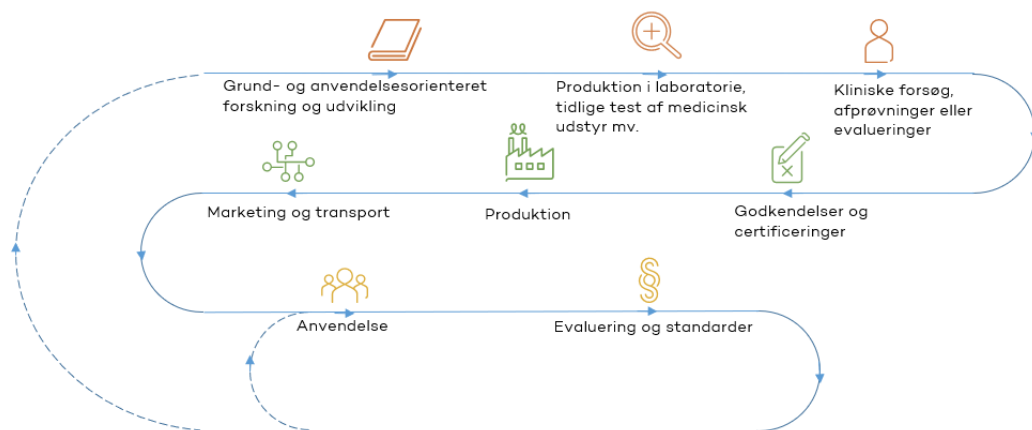 Grund- og anvendelsesorienteret
forskning og udvikling
Produktion i laboratorie,
tidlige test af medicinsk
udstyr mv.
Kliniske forsøg,
afprøvninger eller
evalueringer
Godkendelser og
certificeringer
Produktion
Marketing og transport
Anvendelse
Evaluering og standarder